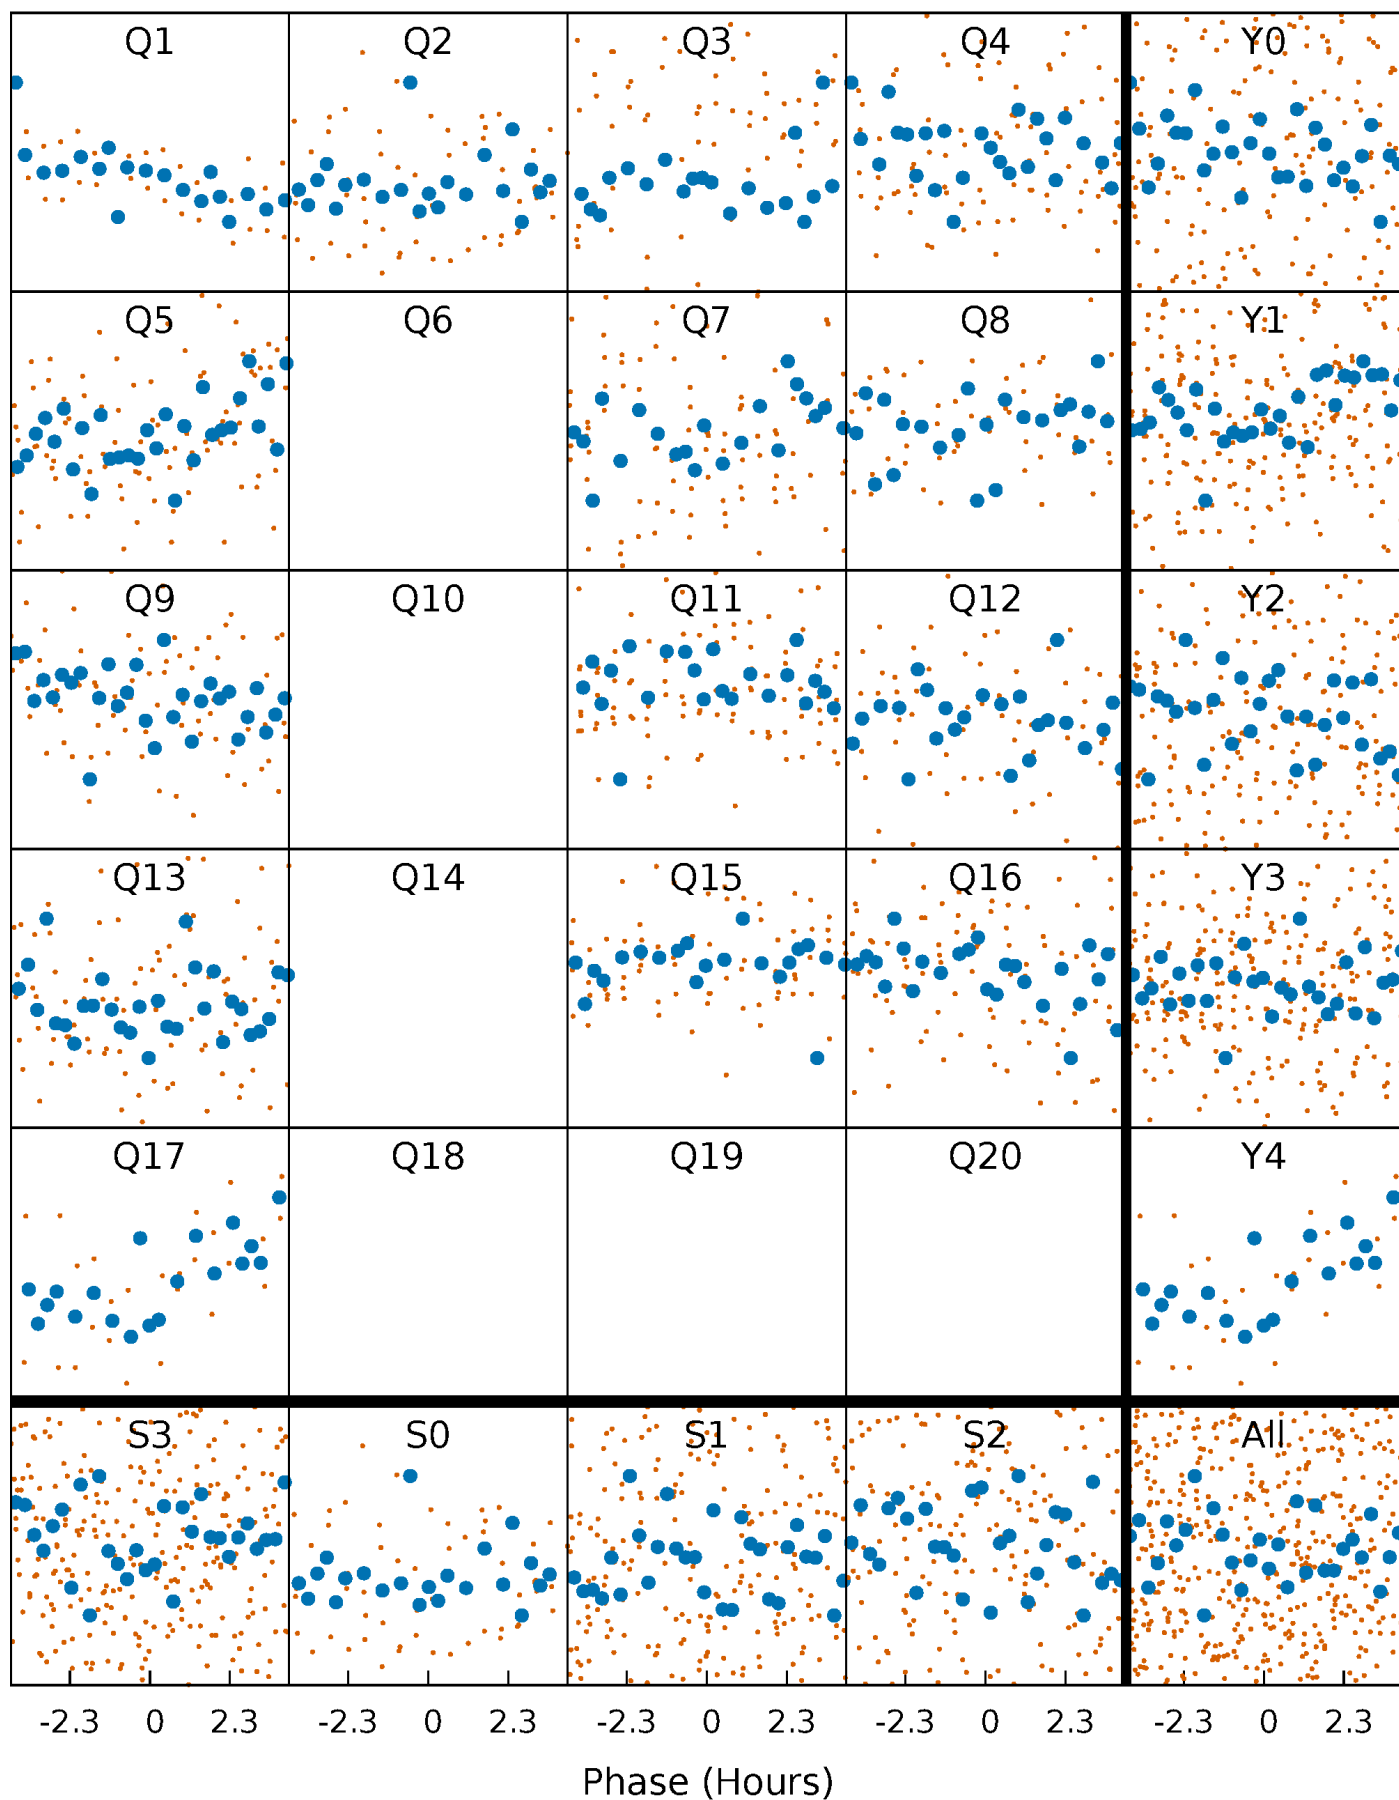 Q1 Q2 Q3 Q4 Y0
Q5 Q6 Q7 Q8 Y1
Q9 Q10 Q11 Q12 Y2
Q13 Q14 Q15 Q16 Y3
Q17 Q18 Q19 Q20 Y4
S3 S0 S1 S2 All
-2.3 0 2.3 -2.3 0 2.3 -2.3 0 2.3 -2.3 0 2.3 -2.3 0 2.3
Phase (Hours)